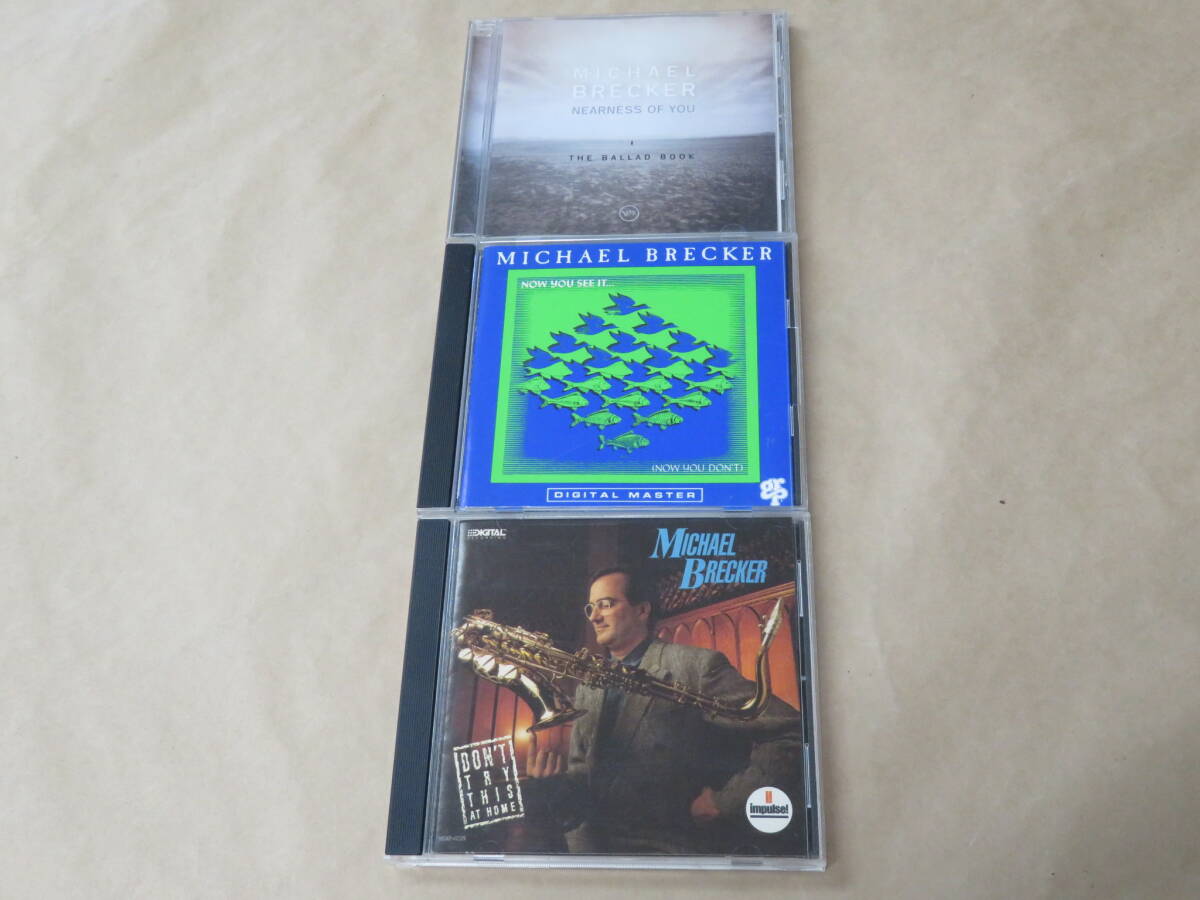 MICHAEL
BRECKER
NEARNESS OF YOU
THE BALLAD BOOK
MICHAEL BRECKER
NOW YOU SEE IT...
(NOW YOU DON'T)
DIGITAL MASTER
grp
DIGITAL
RECORDING
MICHAEL
BRECKER
DON'T
TRY
THIS
AT HOME
impulse!